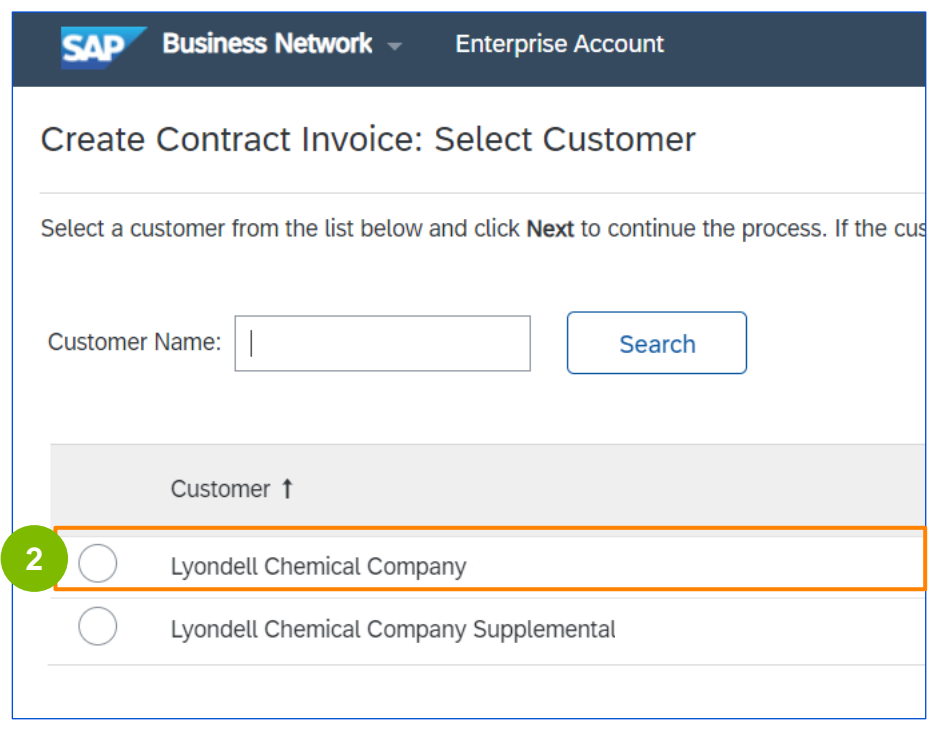 SAP Business Network Enterprise Account
Create Contract Invoice: Select Customer
Select a customer from the list below and click Next to continue the process. If the cus
Customer Name: Search
Customer ↑
2 Lyondell Chemical Company
Lyondell Chemical Company Supplemental